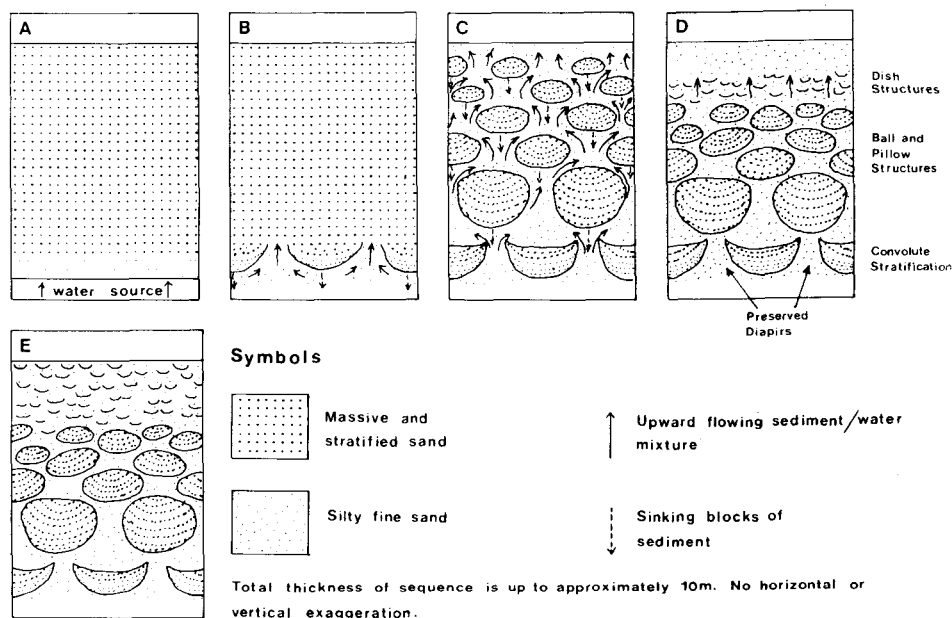 A
B
C
D
Dish
Structures
Ball and
Pillow
Structures
Convolute
Stratification
↑ water source ↑
Preserved
Diapirs
E
Symbols
Massive and
stratified sand
Upward flowing sediment/water
mixture
Silty fine sand
Sinking blocks of
sediment
Total thickness of sequence is up to approximately 10m. No horizontal or
vertical exaggeration.